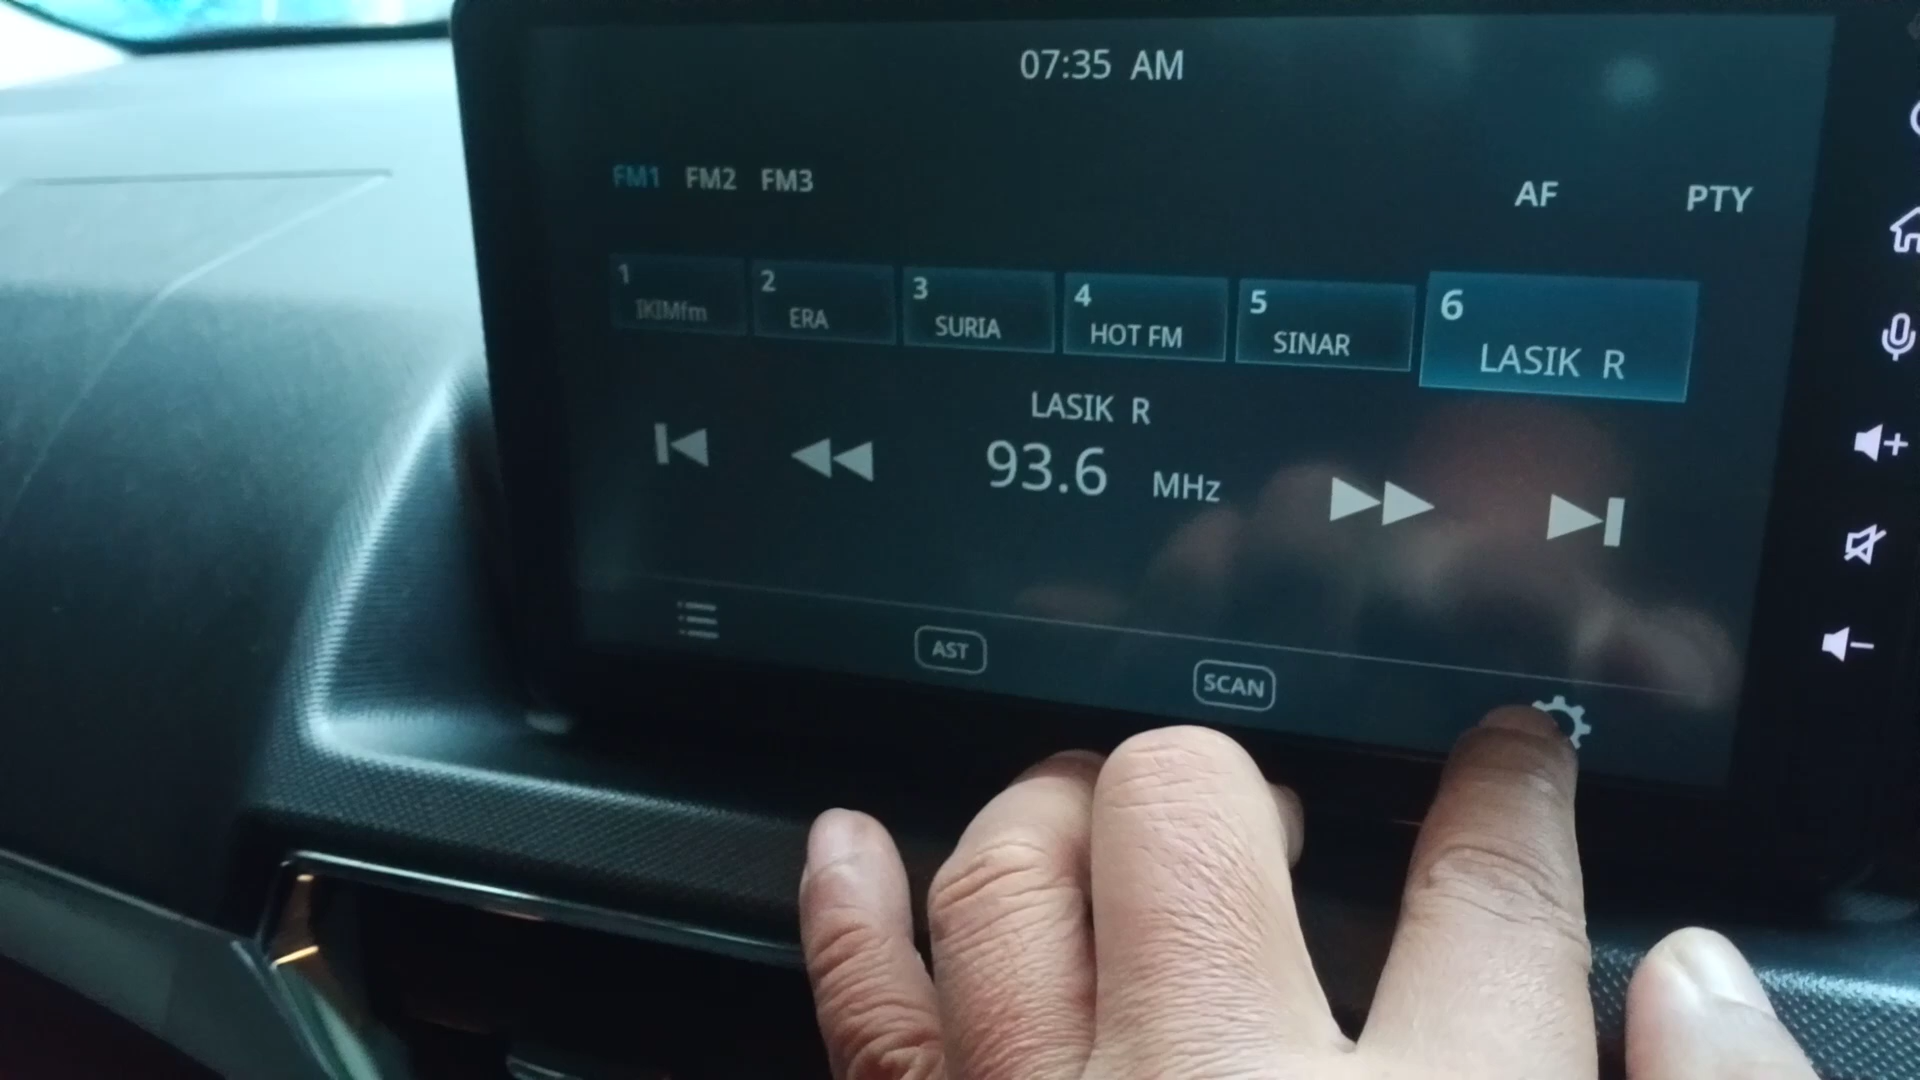 07:35 AM
FM1 FM2 FM3
AF PTY
1 IKIMfm
2 ERA
3 SURIA
4 HOT FM
5 SINAR
6 LASIK R
LASIK R
93.6 MHz
AST
SCAN